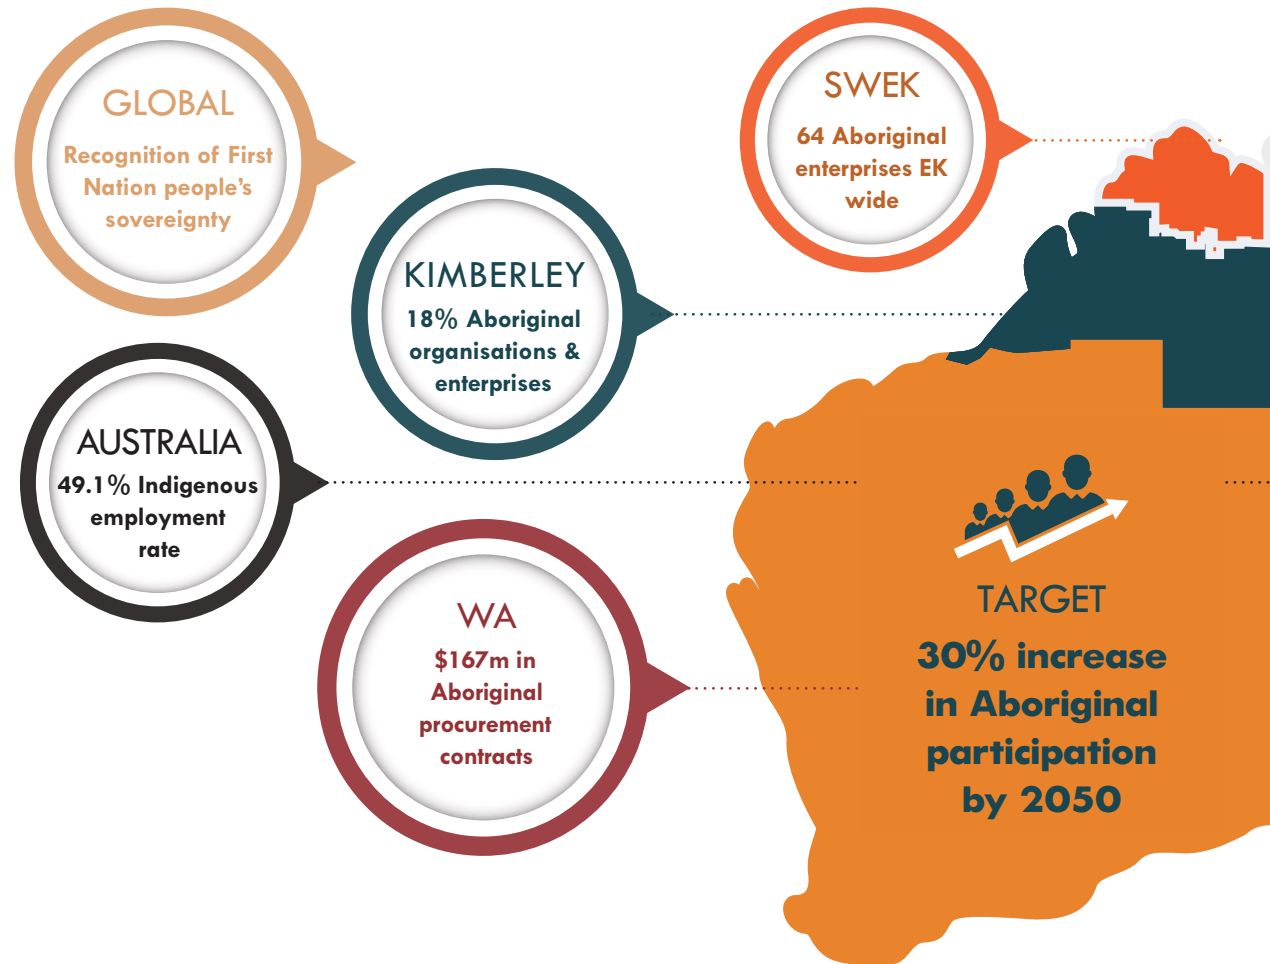 GLOBAL
Recognition of First
Nation people’s
sovereignty
SWEK
64 Aboriginal
enterprises EK
wide
KIMBERLEY
18% Aboriginal
organisations &
enterprises
AUSTRALIA
49.1% Indigenous
employment
rate
WA
$167m in
Aboriginal
procurement
contracts
TARGET
30% increase
in Aboriginal
participation
by 2050